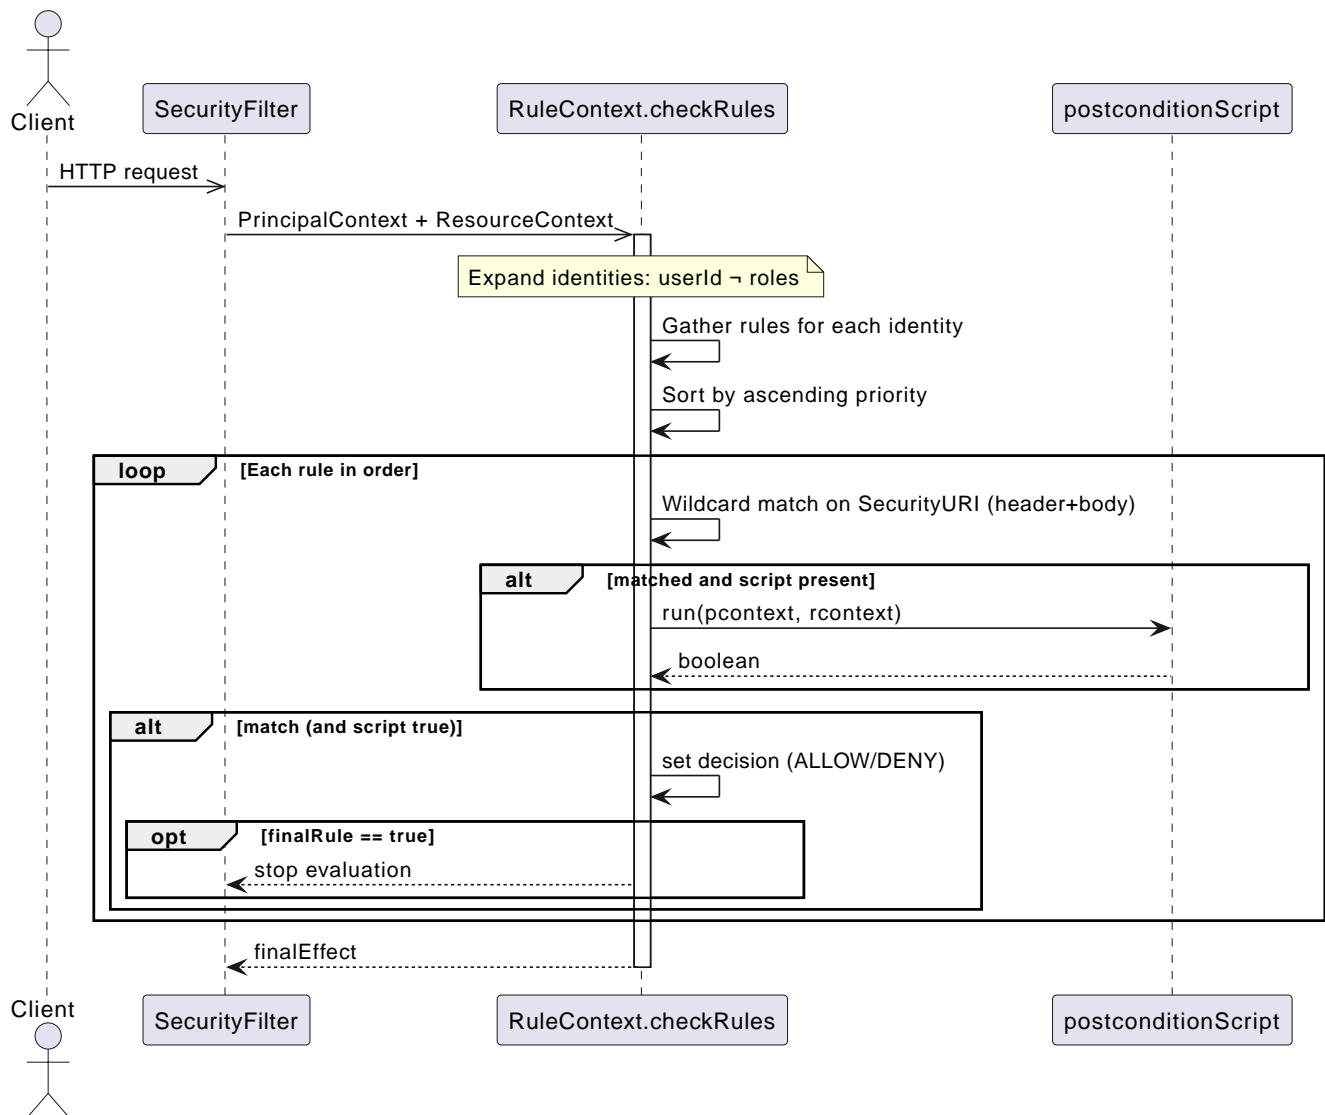 Client
SecurityFilter
RuleContext.checkRules
postconditionScript
HTTP request
PrincipalContext + ResourceContext
Expand identities: userId ¬ roles
Gather rules for each identity
Sort by ascending priority
loop
[Each rule in order]
Wildcard match on SecurityURI (header+body)
alt
[matched and script present]
run(pcontext, rcontext)
boolean
alt
[match (and script true)]
set decision (ALLOW/DENY)
opt
[finalRule == true]
stop evaluation
finalEffect
Client
SecurityFilter
RuleContext.checkRules
postconditionScript